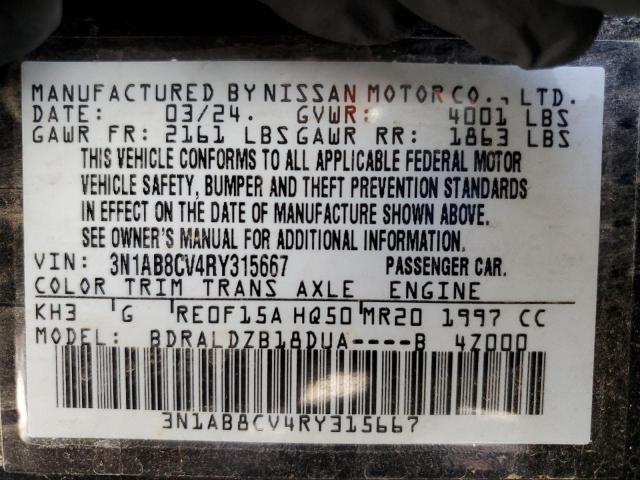 MANUFACTURED BY NISSAN MOTOR CO., LTD.
DATE: 03/24. GVWR: 4001 LBS
GAWR FR: 2161 LBS GAWR RR: 1863 LBS
THIS VEHICLE CONFORMS TO ALL APPLICABLE FEDERAL MOTOR
VEHICLE SAFETY, BUMPER AND THEFT PREVENTION STANDARDS
IN EFFECT ON THE DATE OF MANUFACTURE SHOWN ABOVE.
SEE OWNER'S MANUAL FOR ADDITIONAL INFORMATION.
VIN: 3N1AB8CV4RY315667 PASSENGER CAR.
COLOR TRIM TRANS AXLE ENGINE
KH3 G RE0F15A HQ50 MR20 1997 CC
MODEL: BDRALDZB18DUA----B 4Z000
3N1AB8CV4RY315667